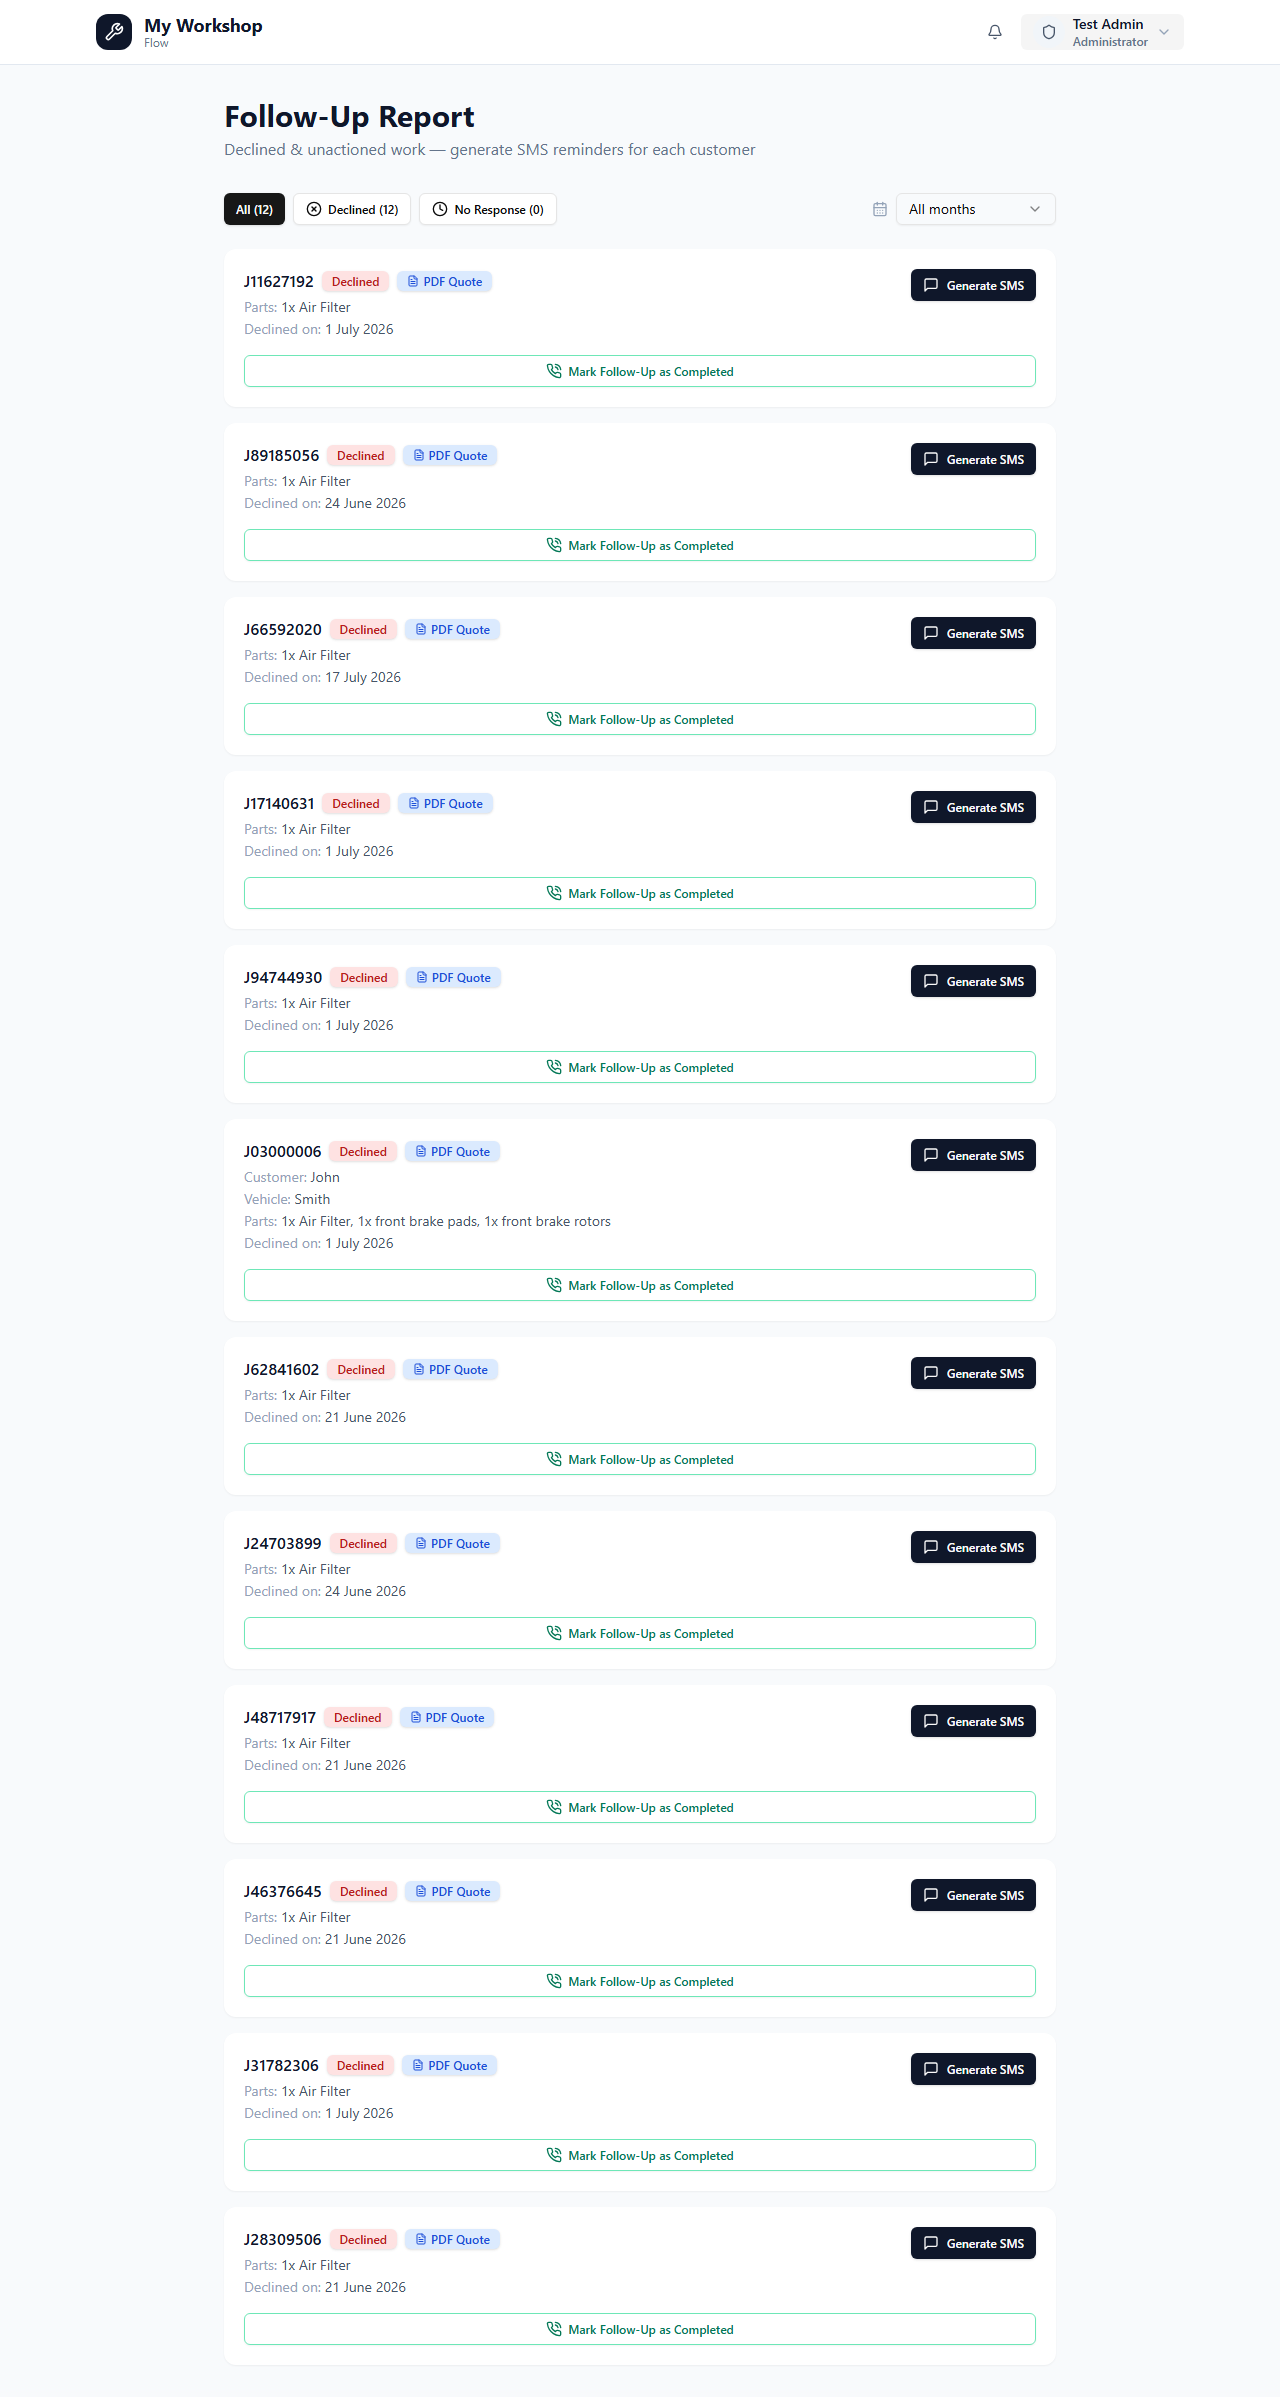 My Workshop
Flow
Test Admin
Administrator
Follow-Up Report
Declined & unactioned work — generate SMS reminders for each customer
All (12)
Declined (12)
No Response (0)
All months
J11627192 Declined PDF Quote Generate SMS
Parts: 1x Air Filter
Declined on: 1 July 2026
Mark Follow-Up as Completed
J89185056 Declined PDF Quote Generate SMS
Parts: 1x Air Filter
Declined on: 24 June 2026
Mark Follow-Up as Completed
J66592020 Declined PDF Quote Generate SMS
Parts: 1x Air Filter
Declined on: 17 July 2026
Mark Follow-Up as Completed
J17140631 Declined PDF Quote Generate SMS
Parts: 1x Air Filter
Declined on: 1 July 2026
Mark Follow-Up as Completed
J94744930 Declined PDF Quote Generate SMS
Parts: 1x Air Filter
Declined on: 1 July 2026
Mark Follow-Up as Completed
J03000006 Declined PDF Quote Generate SMS
Customer: John
Vehicle: Smith
Parts: 1x Air Filter, 1x front brake pads, 1x front brake rotors
Declined on: 1 July 2026
Mark Follow-Up as Completed
J62841602 Declined PDF Quote Generate SMS
Parts: 1x Air Filter
Declined on: 21 June 2026
Mark Follow-Up as Completed
J24703899 Declined PDF Quote Generate SMS
Parts: 1x Air Filter
Declined on: 24 June 2026
Mark Follow-Up as Completed
J48717917 Declined PDF Quote Generate SMS
Parts: 1x Air Filter
Declined on: 21 June 2026
Mark Follow-Up as Completed
J46376645 Declined PDF Quote Generate SMS
Parts: 1x Air Filter
Declined on: 21 June 2026
Mark Follow-Up as Completed
J31782306 Declined PDF Quote Generate SMS
Parts: 1x Air Filter
Declined on: 1 July 2026
Mark Follow-Up as Completed
J28309506 Declined PDF Quote Generate SMS
Parts: 1x Air Filter
Declined on: 21 June 2026
Mark Follow-Up as Completed